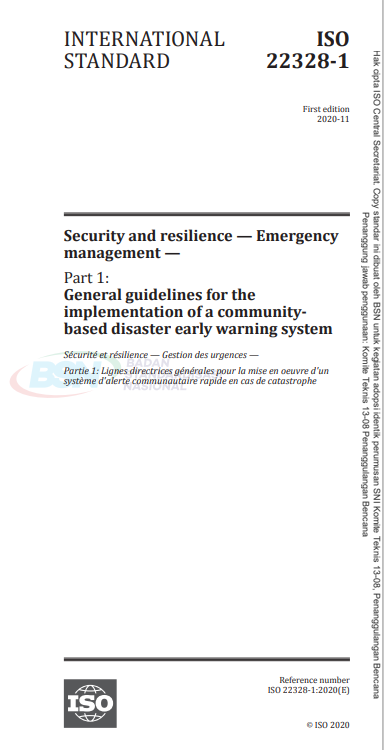 INTERNATIONAL
STANDARD
ISO
22328-1
First edition
2020-11
Security and resilience — Emergency
management —
Part 1:
General guidelines for the
implementation of a community-
based disaster early warning system
Sécurité et résilience — Gestion des urgences —
Partie 1: Lignes directrices générales pour la mise en oeuvre d'un
système d'alerte communautaire rapide en cas de catastrophe
BSN
BADAN
NASIONAL
ISO
Reference number
ISO 22328-1:2020(E)
© ISO 2020
Hak cipta ISO Central Secretariat. Copy standar ini dibuat oleh BSN untuk kegiatan adopsi identik perumusan SNI Komite Teknis 13-08, Penanggulangan Bencana
Penanggung jawab penggunaan: Komite Teknis 13-08 Penanggulangan Bencana